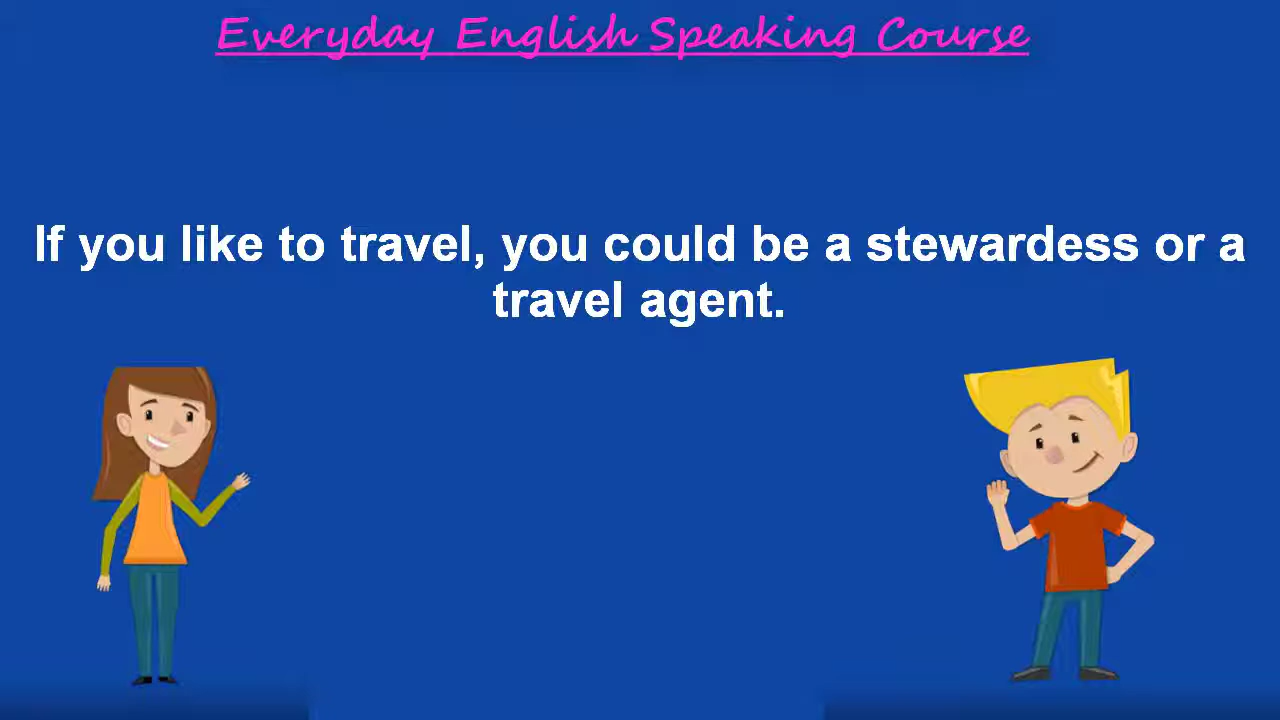 Everyday English Speaking Course
If you like to travel, you could be a stewardess or a
travel agent.